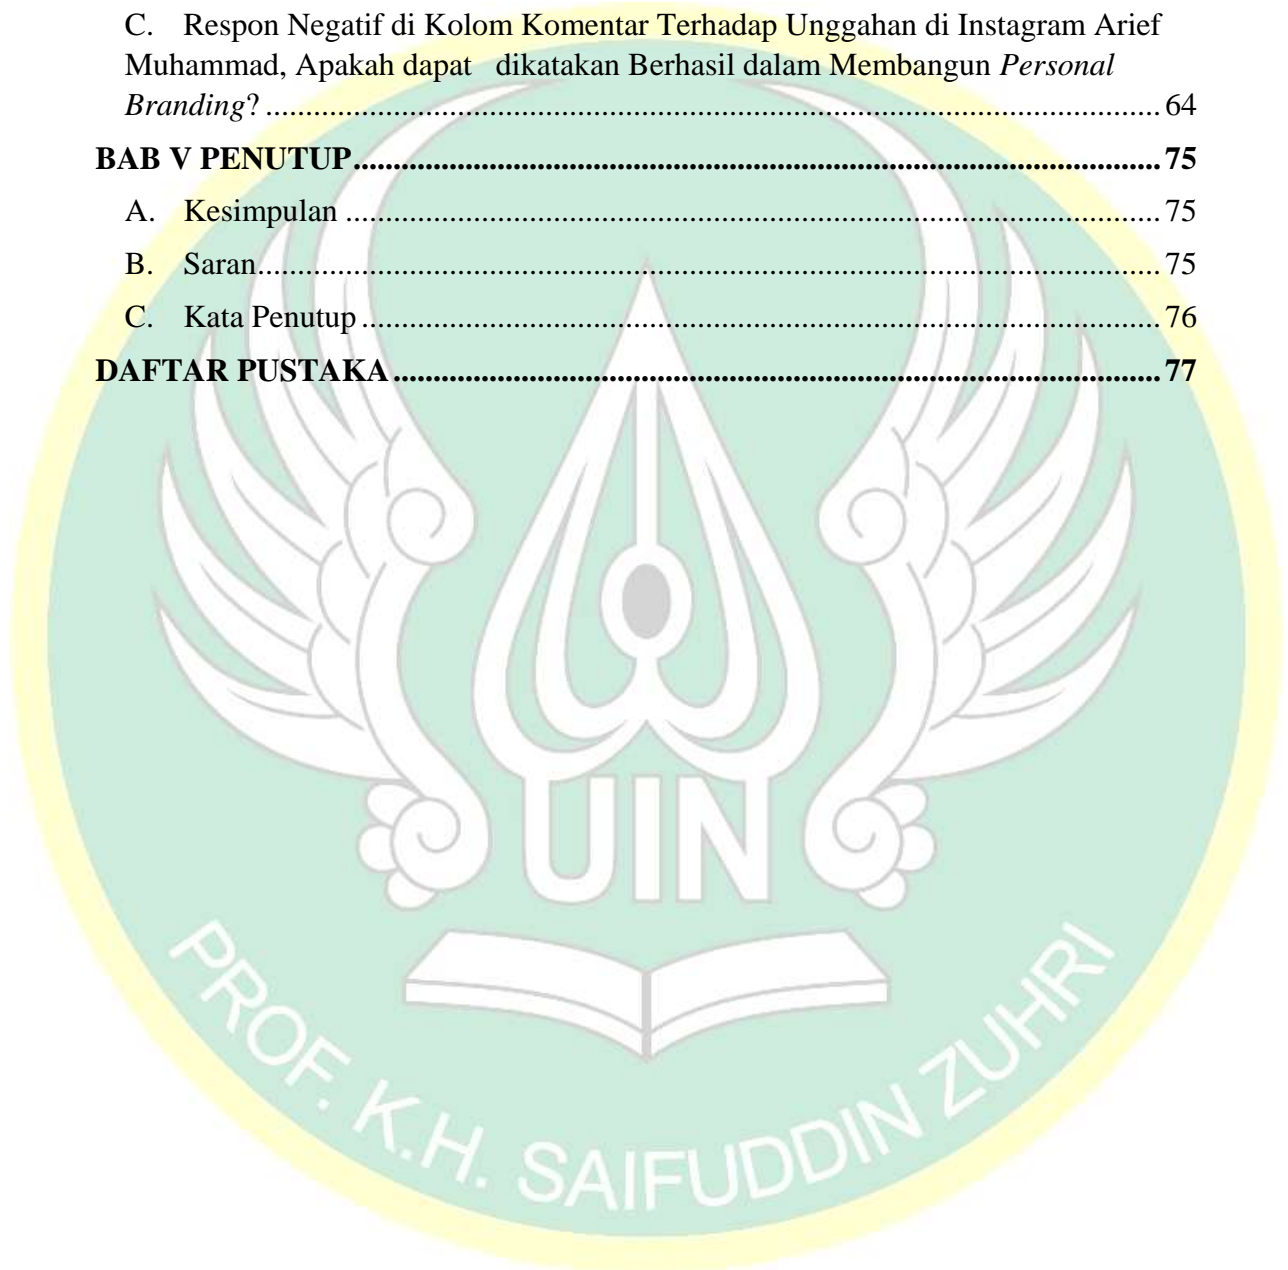 C. Respon Negatif di Kolom Komentar Terhadap Unggahan di Instagram Arief
Muhammad, Apakah dapat dikatakan Berhasil dalam Membangun Personal
Branding? .......................................................................................................... 64
BAB V PENUTUP.................................................................................................. 75
A. Kesimpulan ................................................................................................... 75
B. Saran.............................................................................................................. 75
C. Kata Penutup ................................................................................................. 76
DAFTAR PUSTAKA ............................................................................................. 77
UIN
PROF. K.H. SAIFUDDIN ZUHRI